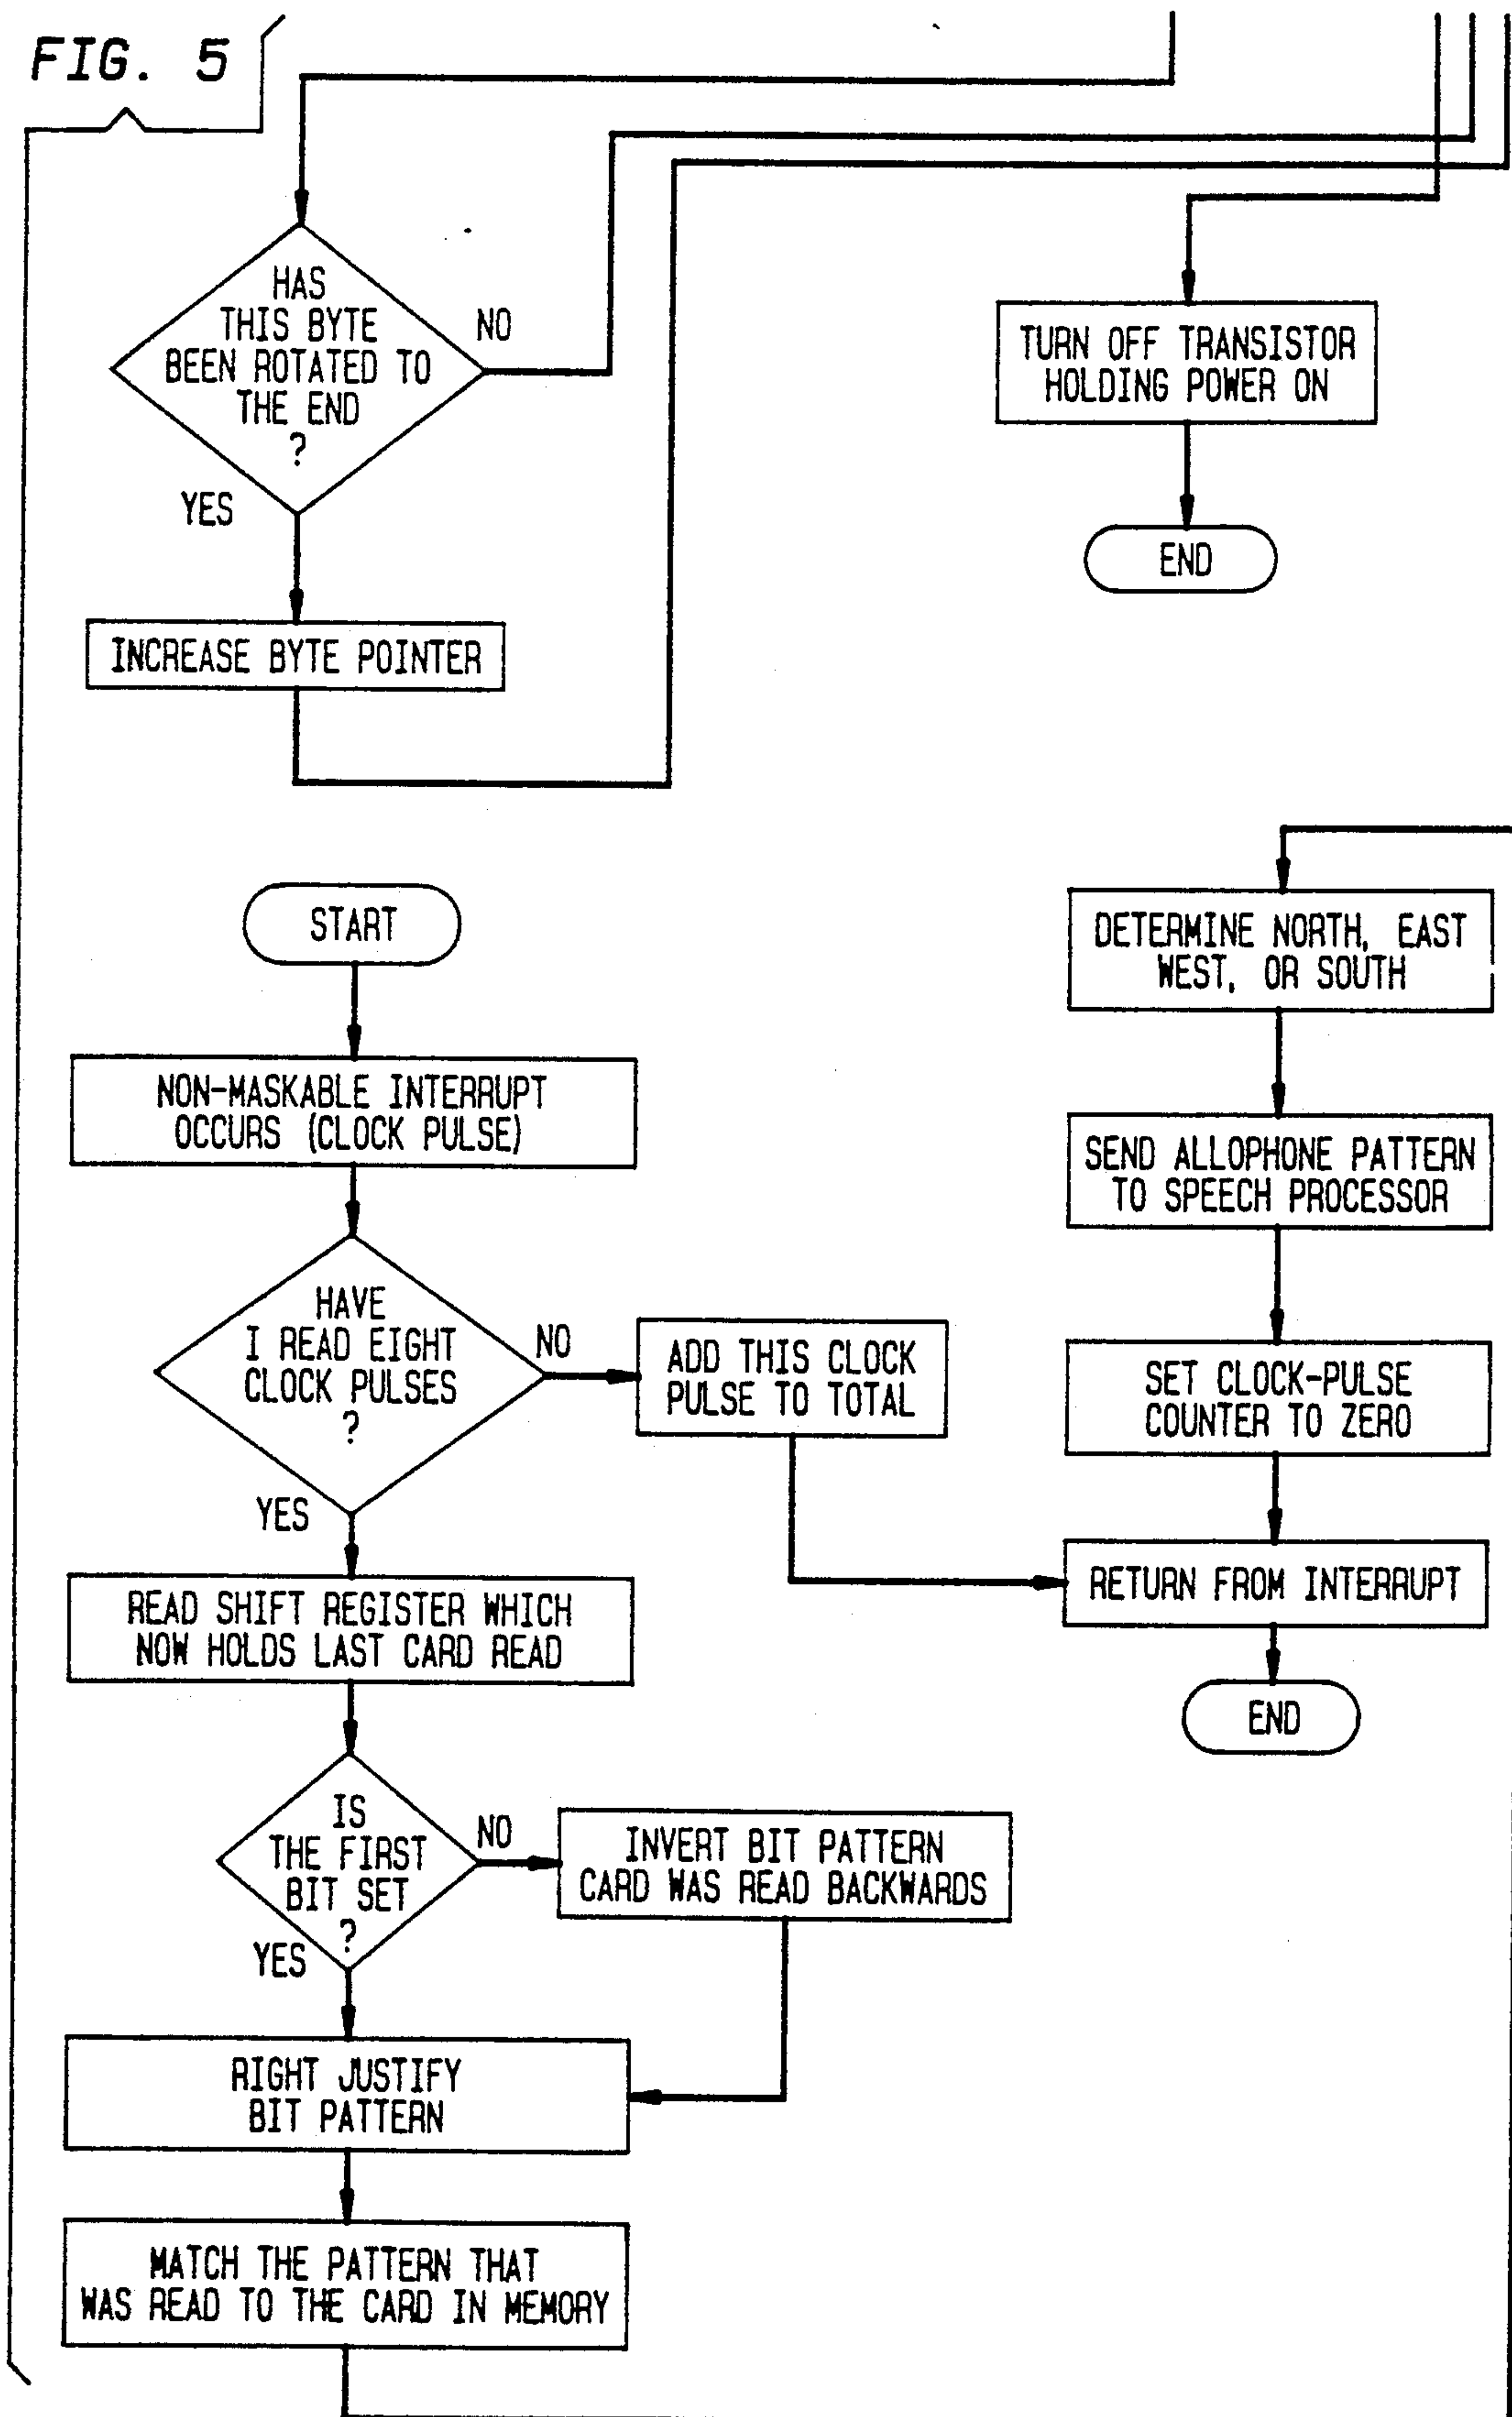 FIG. 5
HAS
THIS BYTE
BEEN ROTATED TO
THE END
?
NO
YES
INCREASE BYTE POINTER
TURN OFF TRANSISTOR
HOLDING POWER ON
END
START
NON-MASKABLE INTERRUPT
OCCURS (CLOCK PULSE)
HAVE
I READ EIGHT
CLOCK PULSES
?
NO
ADD THIS CLOCK
PULSE TO TOTAL
YES
READ SHIFT REGISTER WHICH
NOW HOLDS LAST CARD READ
IS
THE FIRST
BIT SET
?
NO
INVERT BIT PATTERN
CARD WAS READ BACKWARDS
YES
RIGHT JUSTIFY
BIT PATTERN
MATCH THE PATTERN THAT
WAS READ TO THE CARD IN MEMORY
DETERMINE NORTH, EAST
WEST, OR SOUTH
SEND ALLOPHONE PATTERN
TO SPEECH PROCESSOR
SET CLOCK-PULSE
COUNTER TO ZERO
RETURN FROM INTERRUPT
END